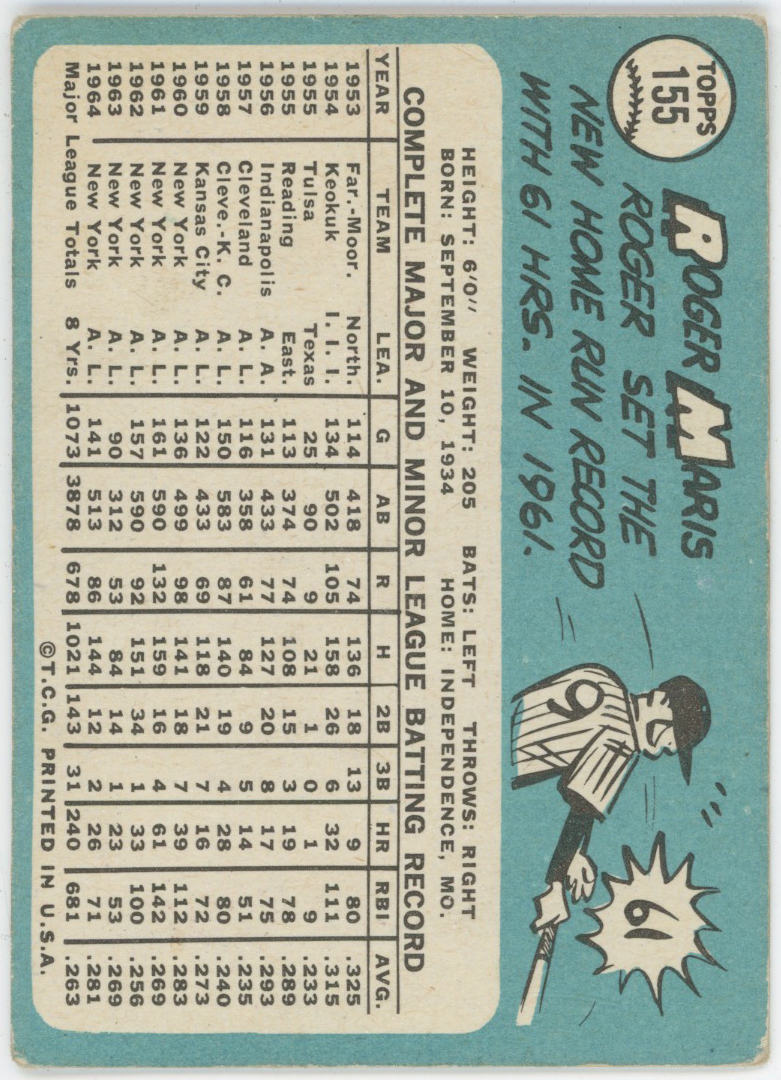 TOPPS
155
ROGER MARIS
ROGER SET THE
NEW HOME RUN RECORD
WITH 61 HRS. IN 1961.
9
61
HEIGHT: 6'0" WEIGHT: 205 BATS: LEFT THROWS: RIGHT
BORN: SEPTEMBER 10, 1934 HOME: INDEPENDENCE, MO.
COMPLETE MAJOR AND MINOR LEAGUE BATTING RECORD
YEAR TEAM LEA. G AB R H 2B 3B HR RBI AVG.
1953 Far.-Moor. North. 114 418 74 136 18 13 9 80 .325
1954 Keokuk I. I. I. 134 502 105 158 26 6 32 111 .315
1955 Tulsa Texas 25 90 9 21 1 0 1 9 .233
1955 Reading East. 113 374 74 108 15 3 19 78 .289
1956 Indianapolis A. A. 131 433 77 127 20 8 17 75 .293
1957 Cleveland A. L. 116 358 61 84 9 5 14 51 .235
1958 Cleve.-K. C. A. L. 150 583 87 140 19 4 28 80 .240
1959 Kansas City A. L. 122 433 69 118 21 7 16 72 .273
1960 New York A. L. 136 499 98 141 18 7 39 112 .283
1961 New York A. L. 161 590 132 159 16 4 61 142 .269
1962 New York A. L. 157 590 92 151 34 1 33 100 .256
1963 New York A. L. 90 312 53 84 14 1 23 53 .269
1964 New York A. L. 141 513 86 144 12 2 26 71 .281
Major League Totals 8 Yrs. 1073 3878 678 1021 143 31 240 681 .263
©T.C.G. PRINTED IN U.S.A.